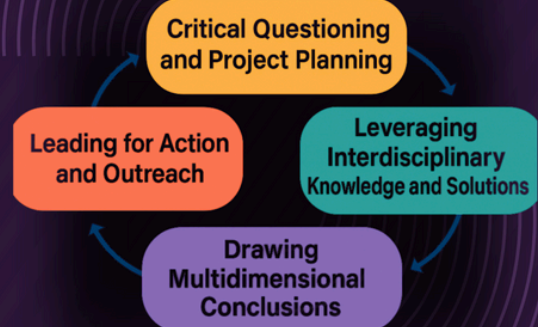 Critical Questioning
and Project Planning
Leveraging
Interdisciplinary
Knowledge and Solutions
Drawing
Multidimensional
Conclusions
Leading for Action
and Outreach